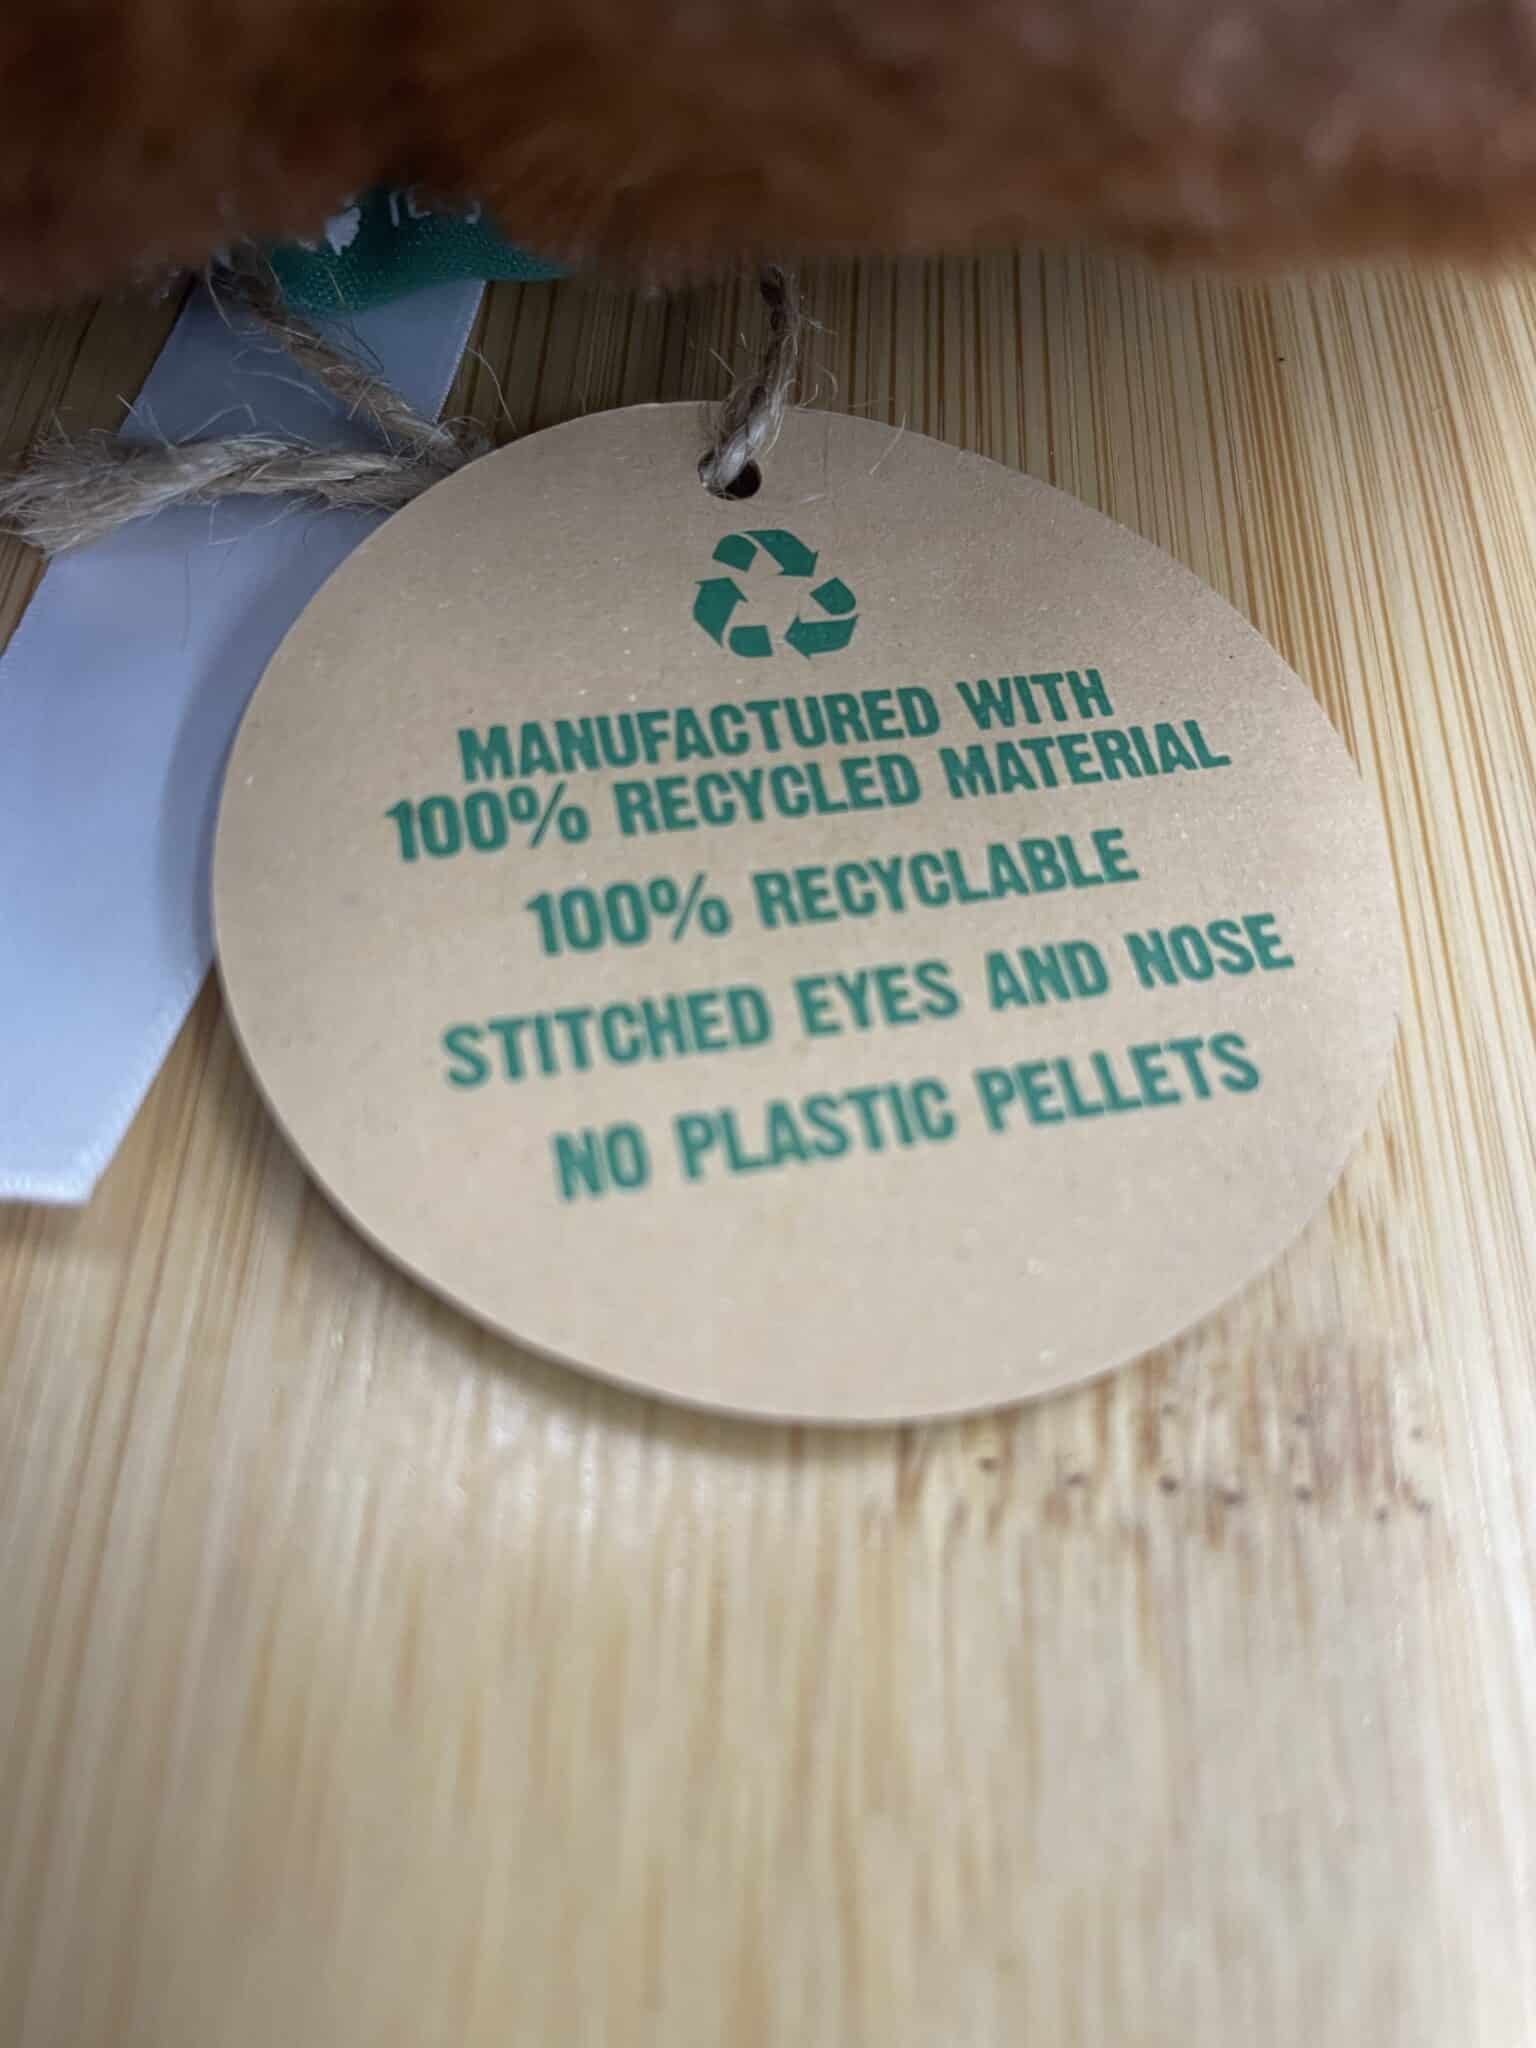 MANUFACTURED WITH
100% RECYCLED MATERIAL
100% RECYCLABLE
STITCHED EYES AND NOSE
NO PLASTIC PELLETS